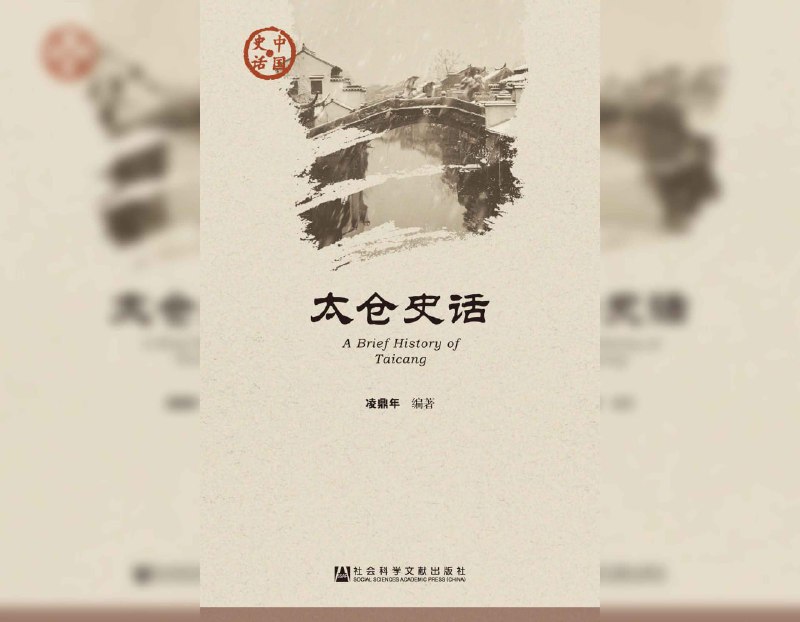 中国
史话
太仓史话
A Brief History of
Taicang
凌鼎年 编著
社会科学文献出版社
SOCIAL SCIENCES ACADEMIC PRESS (CHINA)